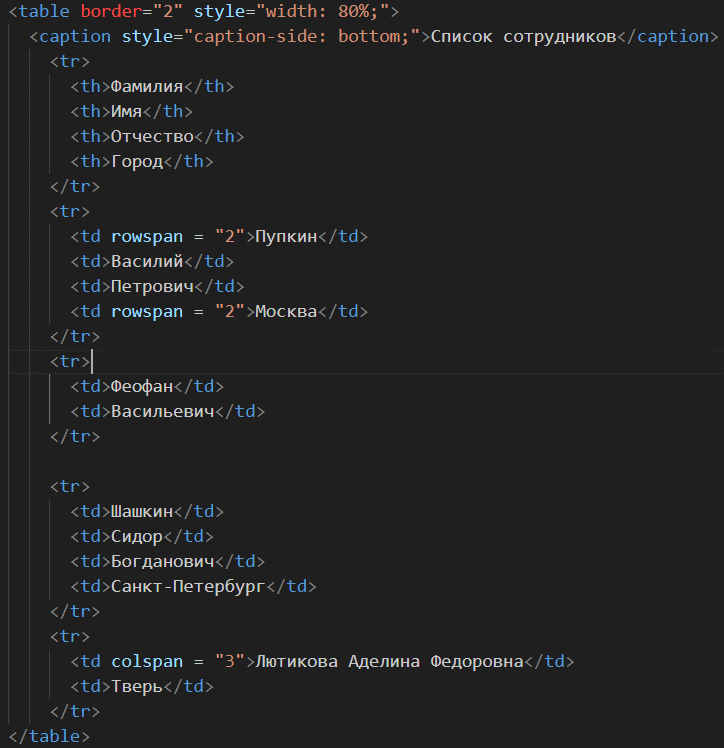 <table border="2" style="width: 80%;">
<caption style="caption-side: bottom;">Список сотрудников</caption>
<tr>
<th>Фамилия</th>
<th>Имя</th>
<th>Отчество</th>
<th>Город</th>
</tr>
<tr>
<td rowspan = "2">Пупкин</td>
<td>Василий</td>
<td>Петрович</td>
<td rowspan = "2">Москва</td>
</tr>
<tr>
<td>Феофан</td>
<td>Васильевич</td>
</tr>
<tr>
<td>Шашкин</td>
<td>Сидор</td>
<td>Богданович</td>
<td>Санкт-Петербург</td>
</tr>
<tr>
<td colspan = "3">Лютикова Аделина Федоровна</td>
<td>Тверь</td>
</tr>
</table>